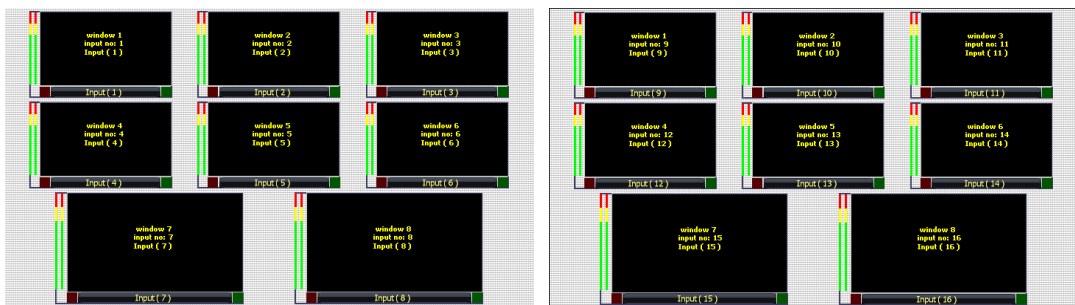 window 1
input no: 1
Input ( 1 )
Input ( 1 )
window 2
input no: 2
Input ( 2 )
Input ( 2 )
window 3
input no: 3
Input ( 3 )
Input ( 3 )
window 4
input no: 4
Input ( 4 )
Input ( 4 )
window 5
input no: 5
Input ( 5 )
Input ( 5 )
window 6
input no: 6
Input ( 6 )
Input ( 6 )
window 7
input no: 7
Input ( 7 )
Input ( 7 )
window 8
input no: 8
Input ( 8 )
Input ( 8 )
window 1
input no: 9
Input ( 9 )
Input ( 9 )
window 2
input no: 10
Input ( 10 )
Input ( 10 )
window 3
input no: 11
Input ( 11 )
Input ( 11 )
window 4
input no: 12
Input ( 12 )
Input ( 12 )
window 5
input no: 13
Input ( 13 )
Input ( 13 )
window 6
input no: 14
Input ( 14 )
Input ( 14 )
window 7
input no: 15
Input ( 15 )
Input ( 15 )
window 8
input no: 16
Input ( 16 )
Input ( 16 )